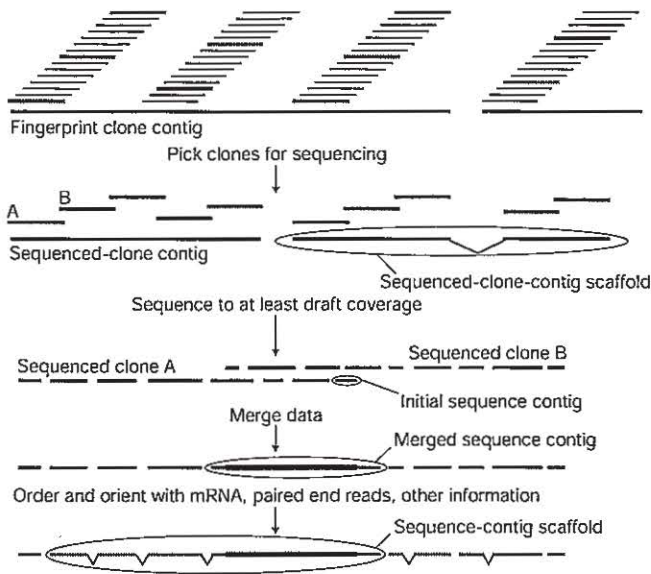 Fingerprint clone contig
Pick clones for sequencing
A
B
Sequenced-clone contig
Sequenced-clone-contig scaffold
Sequence to at least draft coverage
Sequenced clone A
Sequenced clone B
Initial sequence contig
Merge data
Merged sequence contig
Order and orient with mRNA, paired end reads, other information
Sequence-contig scaffold